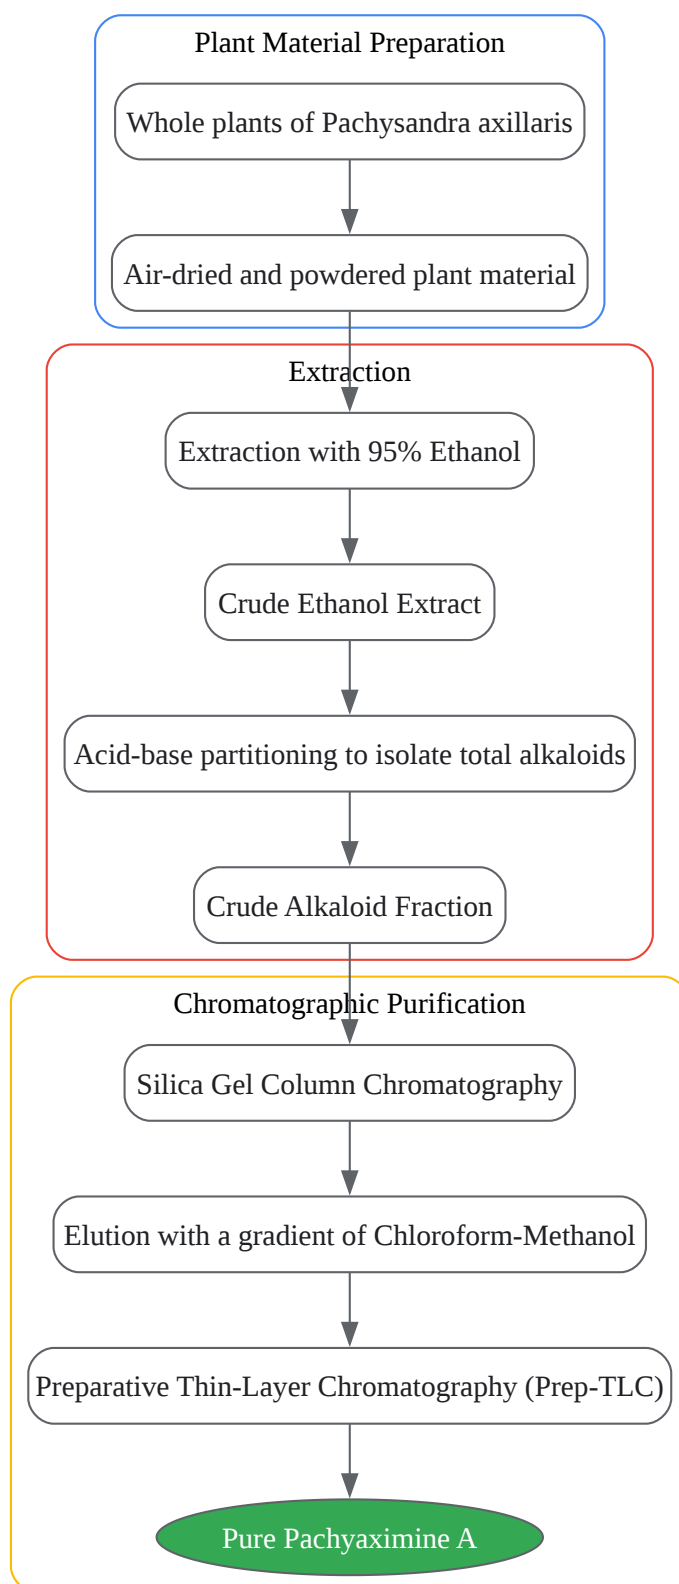 Plant Material Preparation
Whole plants of Pachysandra axillaris
Air-dried and powdered plant material
Extraction
Extraction with 95% Ethanol
Crude Ethanol Extract
Acid-base partitioning to isolate total alkaloids
Crude Alkaloid Fraction
Chromatographic Purification
Silica Gel Column Chromatography
Elution with a gradient of Chloroform-Methanol
Preparative Thin-Layer Chromatography (Prep-TLC)
Pure Pachyaximine A